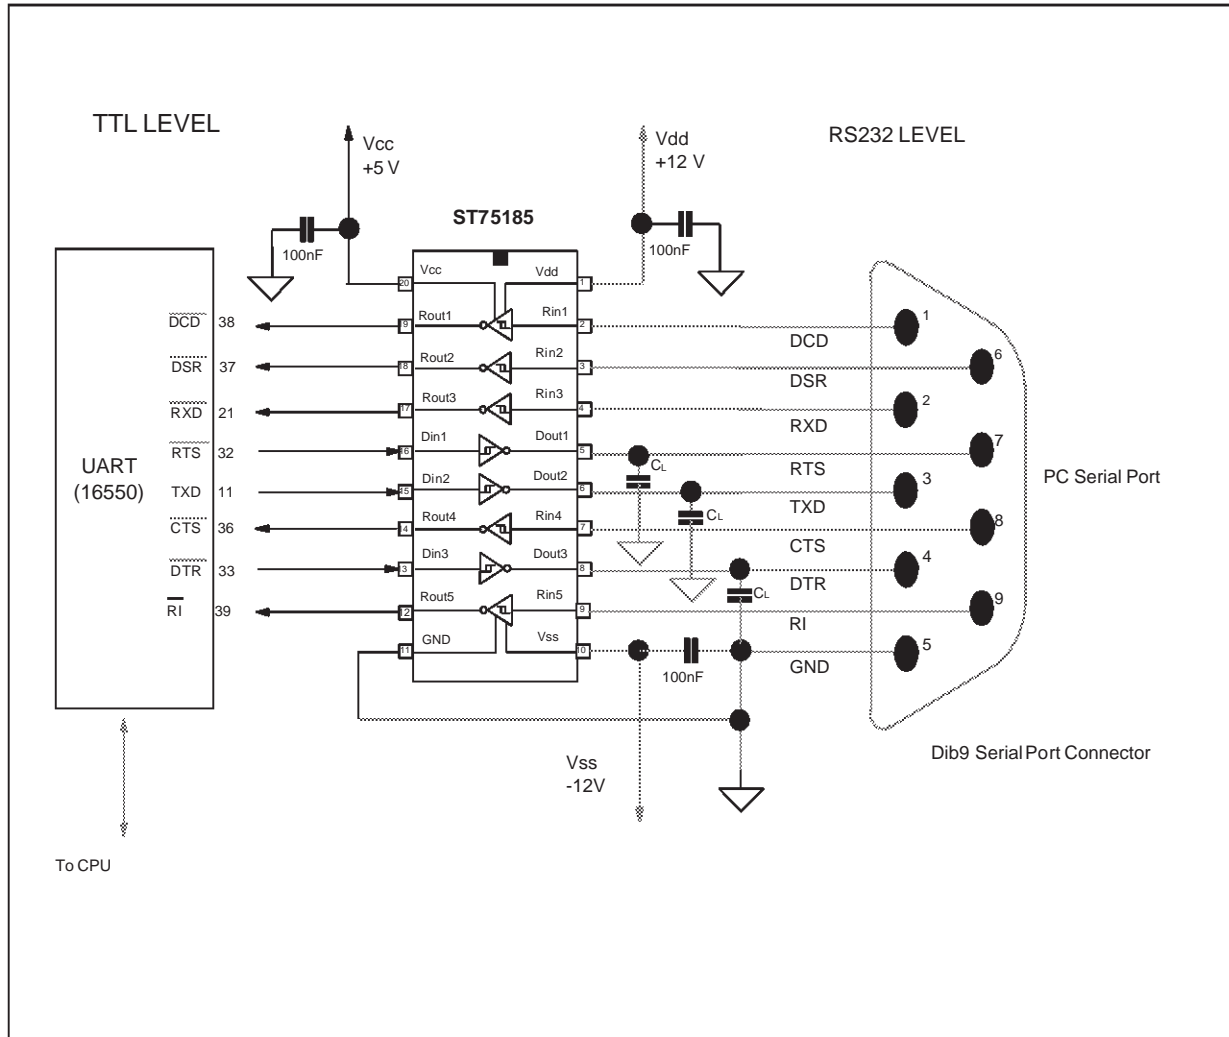 TTL LEVEL
RS232 LEVEL
Vcc
+5 V
Vdd
+12 V
ST75185
100nF
100nF
20 Vcc Vdd 1
DCD 38 9 Rout1 Rin1 2 DCD 1
DSR 37 18 Rout2 Rin2 3 DSR 6
RXD 21 17 Rout3 Rin3 4 RXD 2
RTS 32 16 Din1 Dout1 5 CL RTS 7
TXD 11 15 Din2 Dout2 6 CL TXD 3
CTS 36 4 Rout4 Rin4 7 CTS 8
DTR 33 3 Din3 Dout3 8 CL DTR 4
RI 39 12 Rout5 Rin5 9 RI 9
11 GND Vss 10 100nF GND 5
UART
(16550)
PC Serial Port
Vss
-12V
Dib9 Serial Port Connector
To CPU